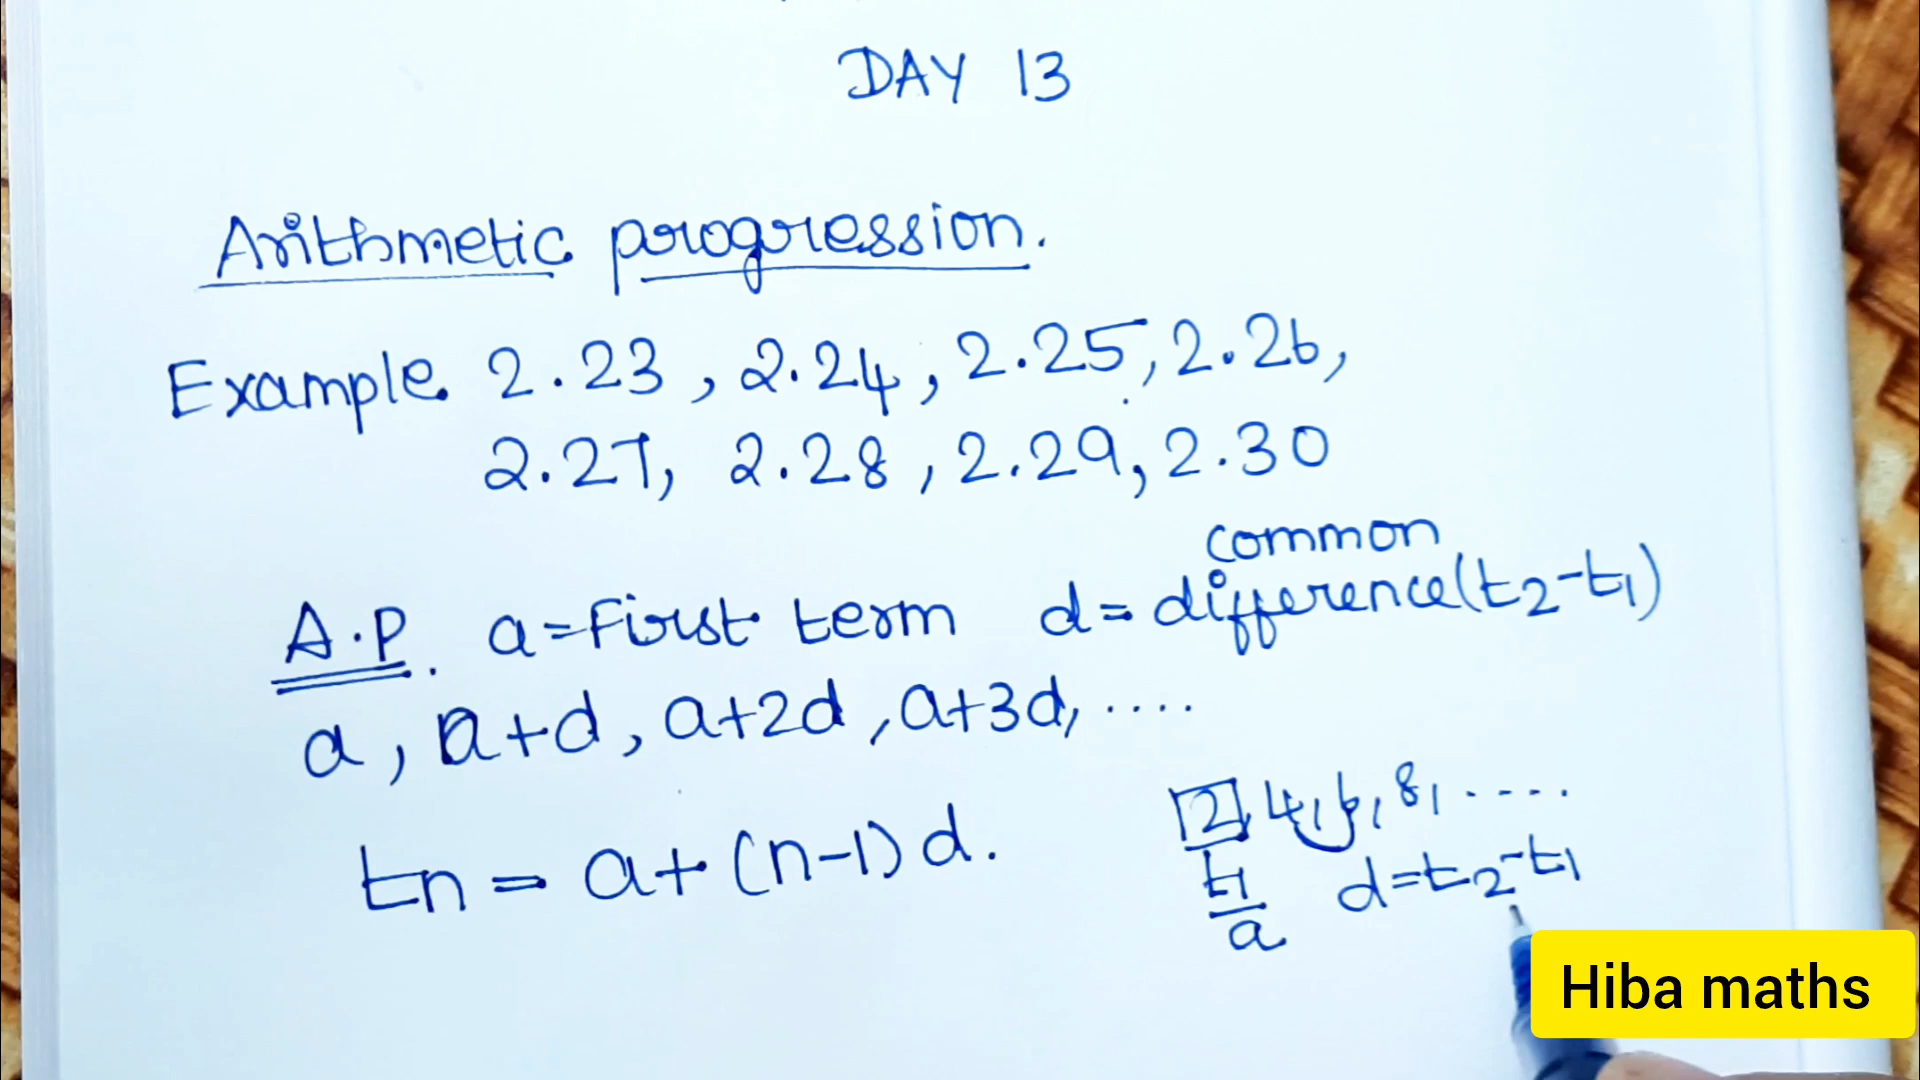 DAY 13
Arithmetic progression.
Example 2.23, 2.24, 2.25, 2.26,
2.27, 2.28, 2.29, 2.30
common
A.P. a=First term d=difference(t2-t1)
a, a+d, a+2d, a+3d, ....
2, 4, 6, 8, .....
tn = a+(n-1)d.
t1 d=t2-t1
a
Hiba maths